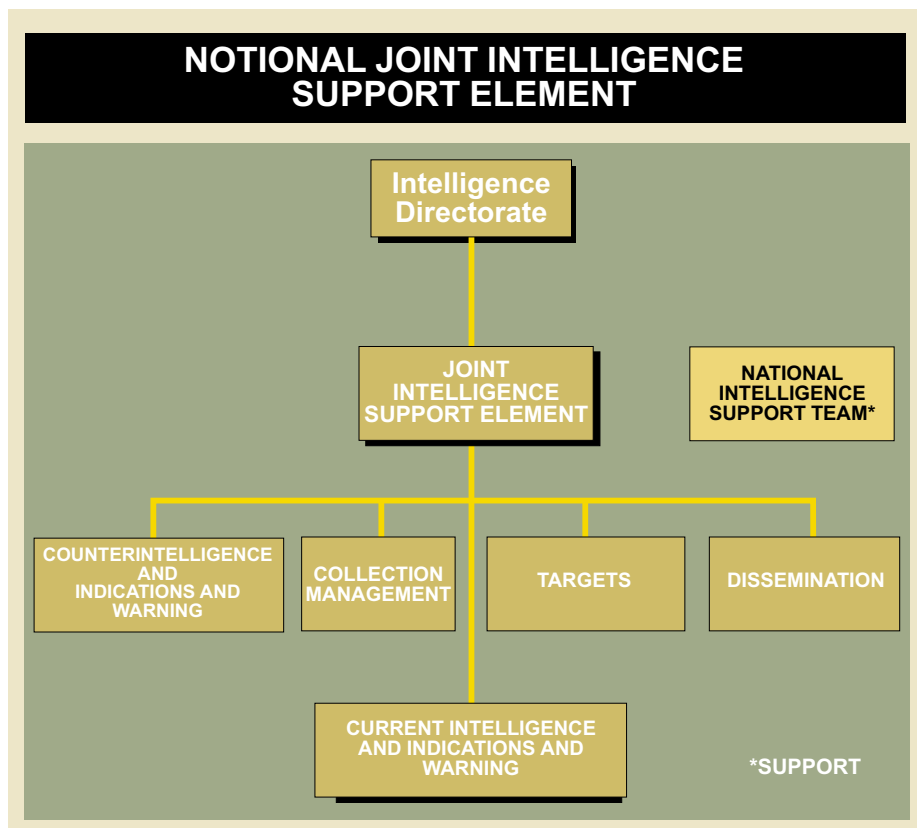 NOTIONAL JOINT INTELLIGENCE
SUPPORT ELEMENT
Intelligence
Directorate
JOINT
INTELLIGENCE
SUPPORT ELEMENT
NATIONAL
INTELLIGENCE
SUPPORT TEAM*
COUNTERINTELLIGENCE
AND
INDICATIONS AND
WARNING
COLLECTION
MANAGEMENT
TARGETS
DISSEMINATION
CURRENT INTELLIGENCE
AND INDICATIONS AND
WARNING
*SUPPORT